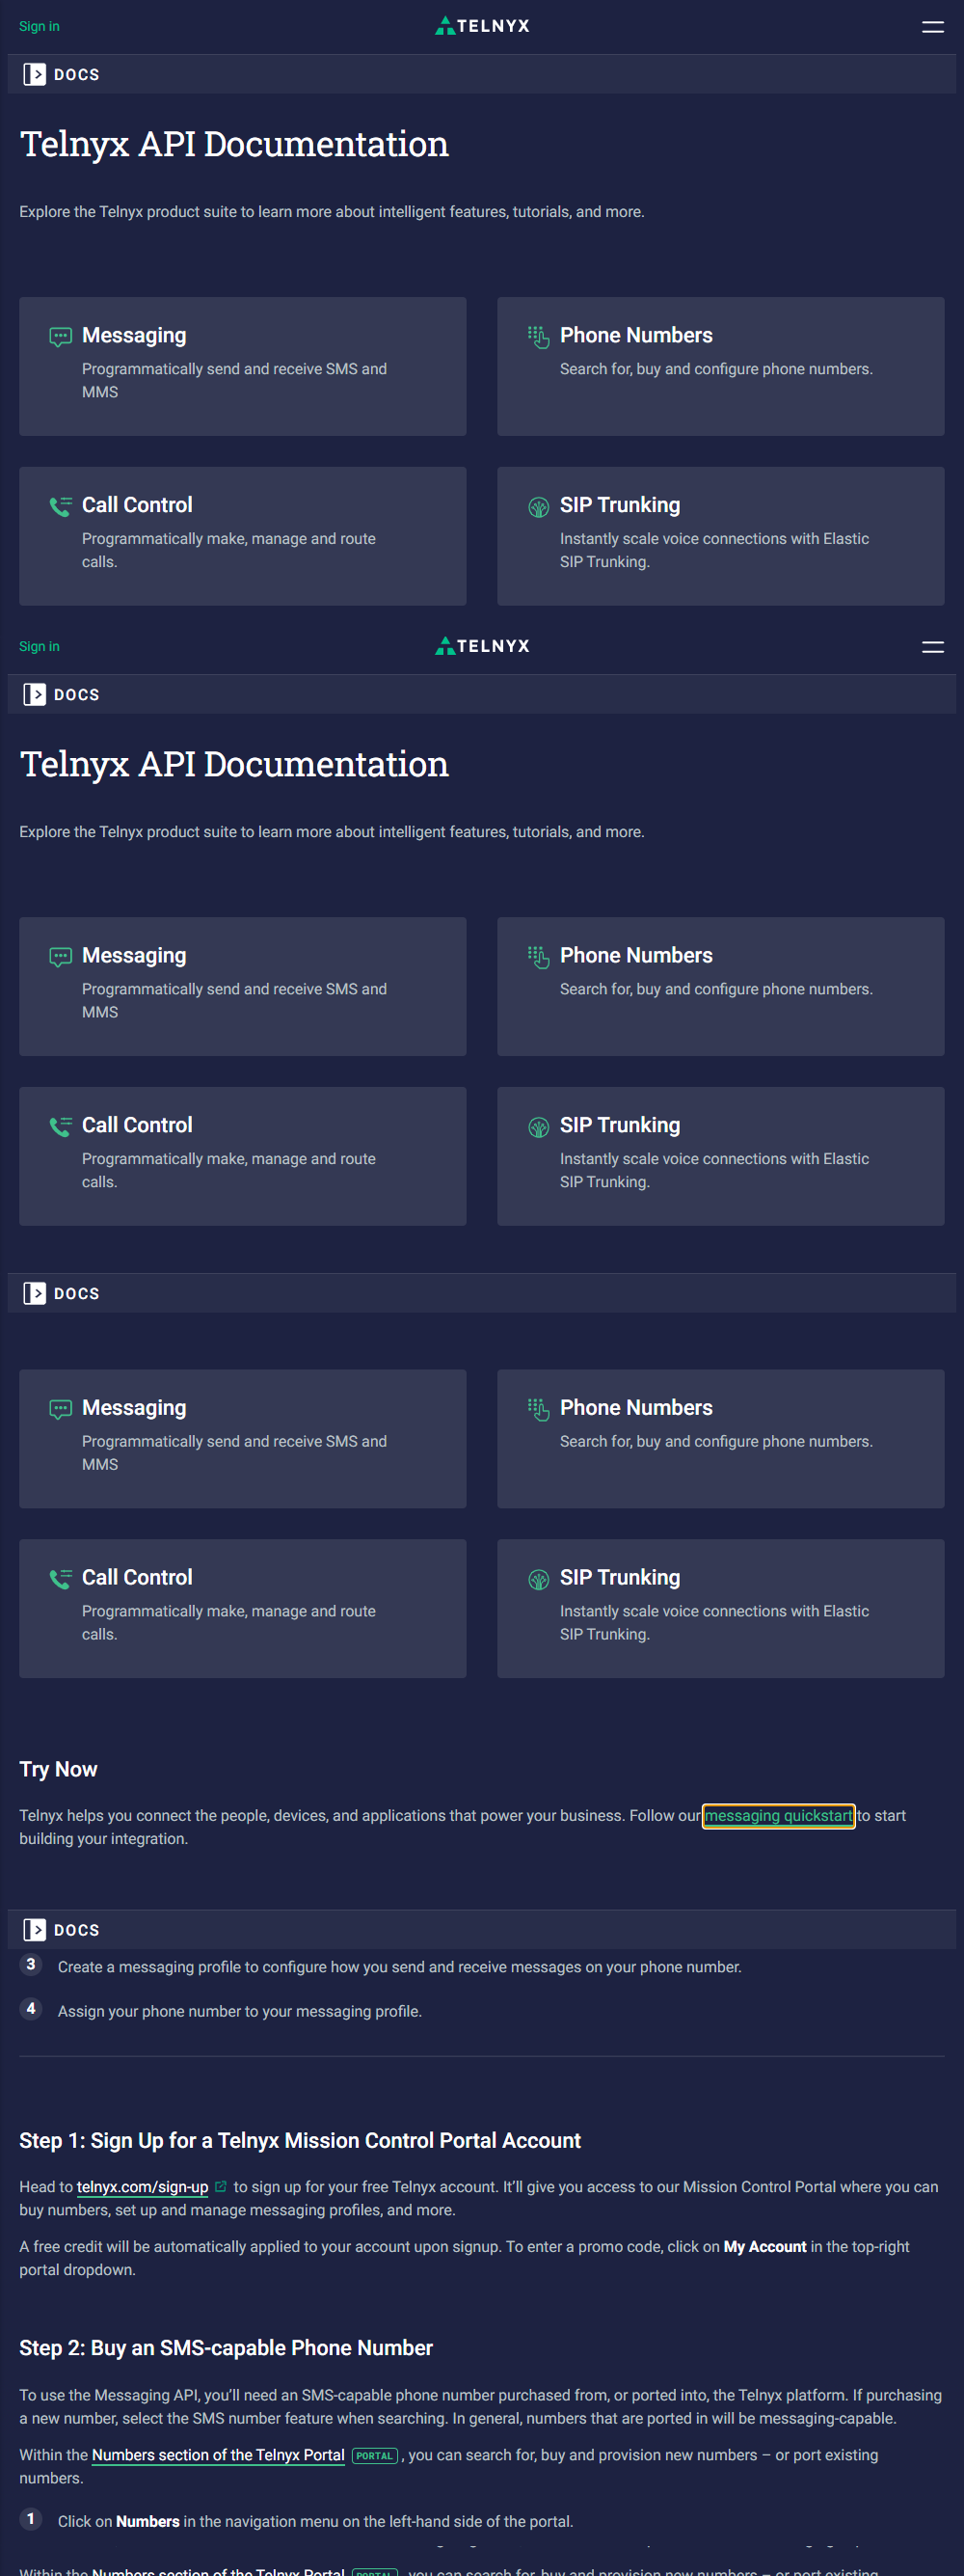 Sign in
TELNYX
DOCS
Telnyx API Documentation
Explore the Telnyx product suite to learn more about intelligent features, tutorials, and more.
Messaging
Programmatically send and receive SMS and
MMS
Phone Numbers
Search for, buy and configure phone numbers.
Call Control
Programmatically make, manage and route
calls.
SIP Trunking
Instantly scale voice connections with Elastic
SIP Trunking.
Sign in
TELNYX
DOCS
Telnyx API Documentation
Explore the Telnyx product suite to learn more about intelligent features, tutorials, and more.
Messaging
Programmatically send and receive SMS and
MMS
Phone Numbers
Search for, buy and configure phone numbers.
Call Control
Programmatically make, manage and route
calls.
SIP Trunking
Instantly scale voice connections with Elastic
SIP Trunking.
DOCS
Messaging
Programmatically send and receive SMS and
MMS
Phone Numbers
Search for, buy and configure phone numbers.
Call Control
Programmatically make, manage and route
calls.
SIP Trunking
Instantly scale voice connections with Elastic
SIP Trunking.
Try Now
Telnyx helps you connect the people, devices, and applications that power your business. Follow our messaging quickstart to start
building your integration.
DOCS
3 Create a messaging profile to configure how you send and receive messages on your phone number.
4 Assign your phone number to your messaging profile.
Step 1: Sign Up for a Telnyx Mission Control Portal Account
Head to telnyx.com/sign-up to sign up for your free Telnyx account. It’ll give you access to our Mission Control Portal where you can
buy numbers, set up and manage messaging profiles, and more.
A free credit will be automatically applied to your account upon signup. To enter a promo code, click on My Account in the top-right
portal dropdown.
Step 2: Buy an SMS-capable Phone Number
To use the Messaging API, you’ll need an SMS-capable phone number purchased from, or ported into, the Telnyx platform. If purchasing
a new number, select the SMS number feature when searching. In general, numbers that are ported in will be messaging-capable.
Within the Numbers section of the Telnyx Portal PORTAL , you can search for, buy and provision new numbers – or port existing
numbers.
1 Click on Numbers in the navigation menu on the left-hand side of the portal.
Within the Numbers section of the Telnyx Portal PORTAL , you can search for, buy and provision new numbers – or port existing